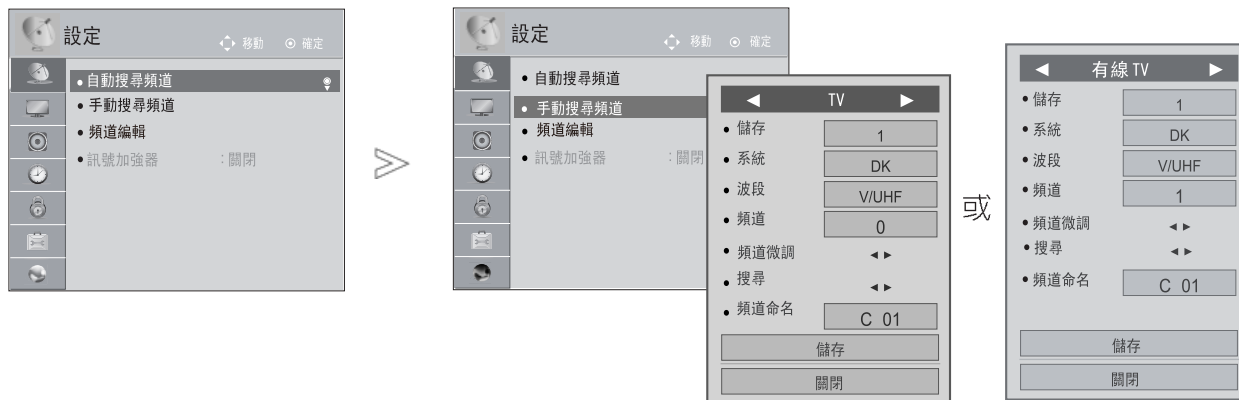 設定 移動 確定
•自動搜尋頻道
• 手動搜尋頻道
• 頻道編輯
•訊號加強器 :關閉
≫
設定 移動 確定
• 自動搜尋頻道
• 手動搜尋頻道
• 頻道編輯
• 訊號加強器 :關閉
◀ TV ▶
• 儲存 1
• 系統 DK
• 波段 V/UHF
• 頻道 0
• 頻道微調 ◀ ▶
• 搜尋 ◀ ▶
• 頻道命名 C 01
儲存
關閉
或
◀ 有線 TV ▶
• 儲存 1
• 系統 DK
• 波段 V/UHF
• 頻道 1
• 頻道微調 ◀ ▶
• 搜尋 ◀ ▶
• 頻道命名 C 01
儲存
關閉